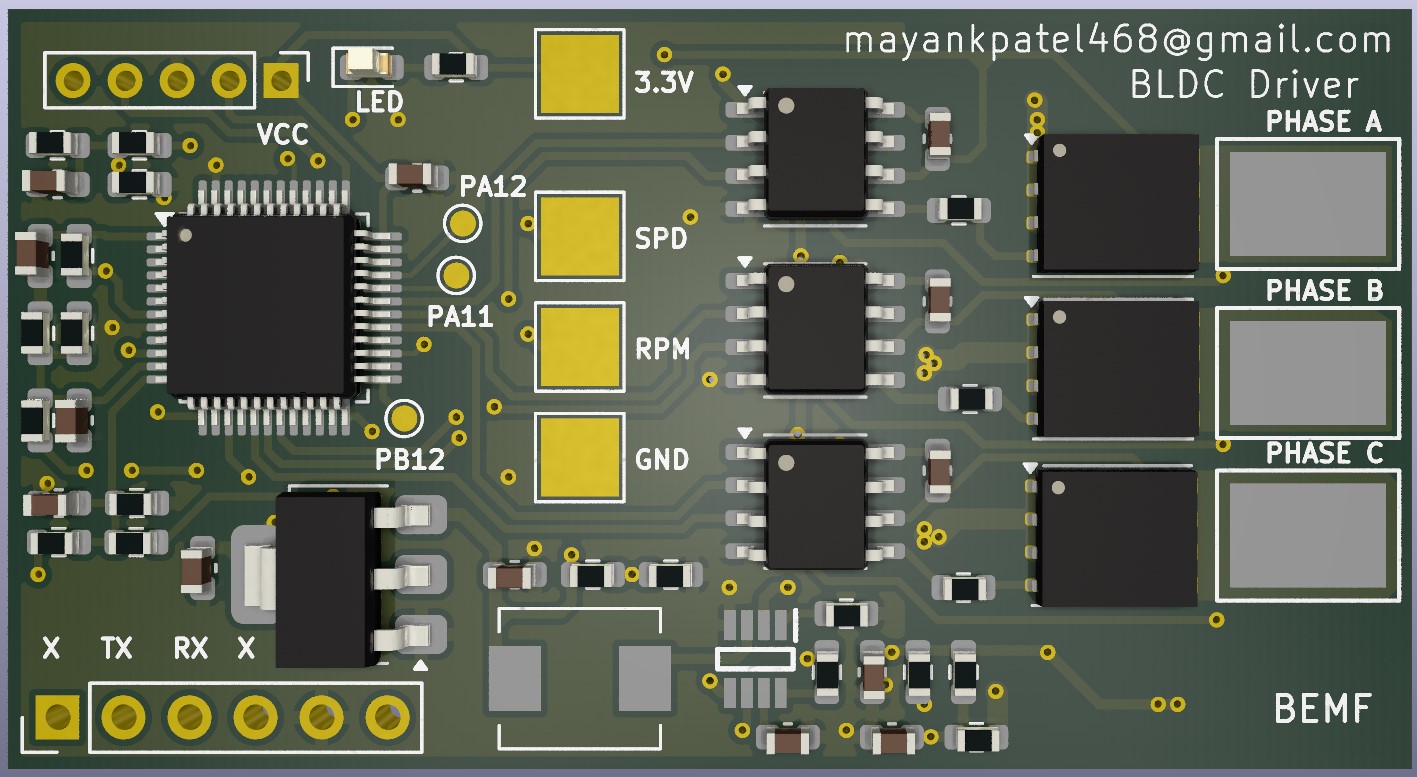 mayankpatel468@gmail.com
BLDC Driver
LED
3.3V
VCC
PHASE A
PA12
SPD
PA11
RPM
PHASE B
PB12
GND
PHASE C
X TX RX X
BEMF